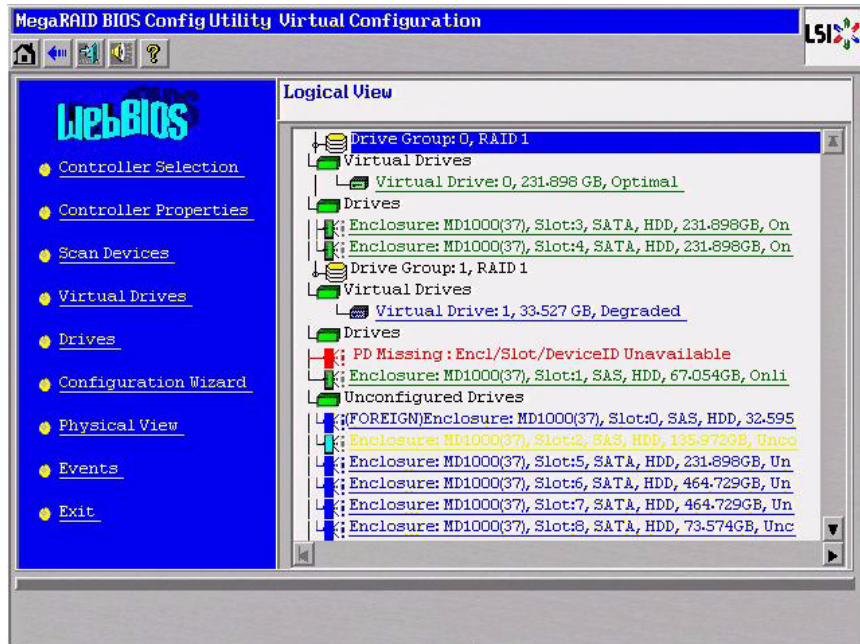 MegaRAID BIOS Config Utility Virtual Configuration
LSI
WebBIOS
Controller Selection
Controller Properties
Scan Devices
Virtual Drives
Drives
Configuration Wizard
Physical View
Events
Exit
Logical View
Drive Group: 0, RAID 1
Virtual Drives
Virtual Drive: 0, 231.898 GB, Optimal
Drives
Enclosure: MD1000(37), Slot:3, SATA, HDD, 231.898GB, On
Enclosure: MD1000(37), Slot:4, SATA, HDD, 231.898GB, On
Drive Group: 1, RAID 1
Virtual Drives
Virtual Drive: 1, 33.527 GB, Degraded
Drives
PD Missing : Encl/Slot/DeviceID Unavailable
Enclosure: MD1000(37), Slot:1, SAS, HDD, 67.054GB, Onli
Unconfigured Drives
(FOREIGN)Enclosure: MD1000(37), Slot:0, SAS, HDD, 32.595
Enclosure: MD1000(37), Slot:2, SAS, HDD, 135.972GB, Unco
Enclosure: MD1000(37), Slot:5, SATA, HDD, 231.898GB, Un
Enclosure: MD1000(37), Slot:6, SATA, HDD, 464.729GB, Un
Enclosure: MD1000(37), Slot:7, SATA, HDD, 464.729GB, Un
Enclosure: MD1000(37), Slot:8, SATA, HDD, 73.574GB, Unc